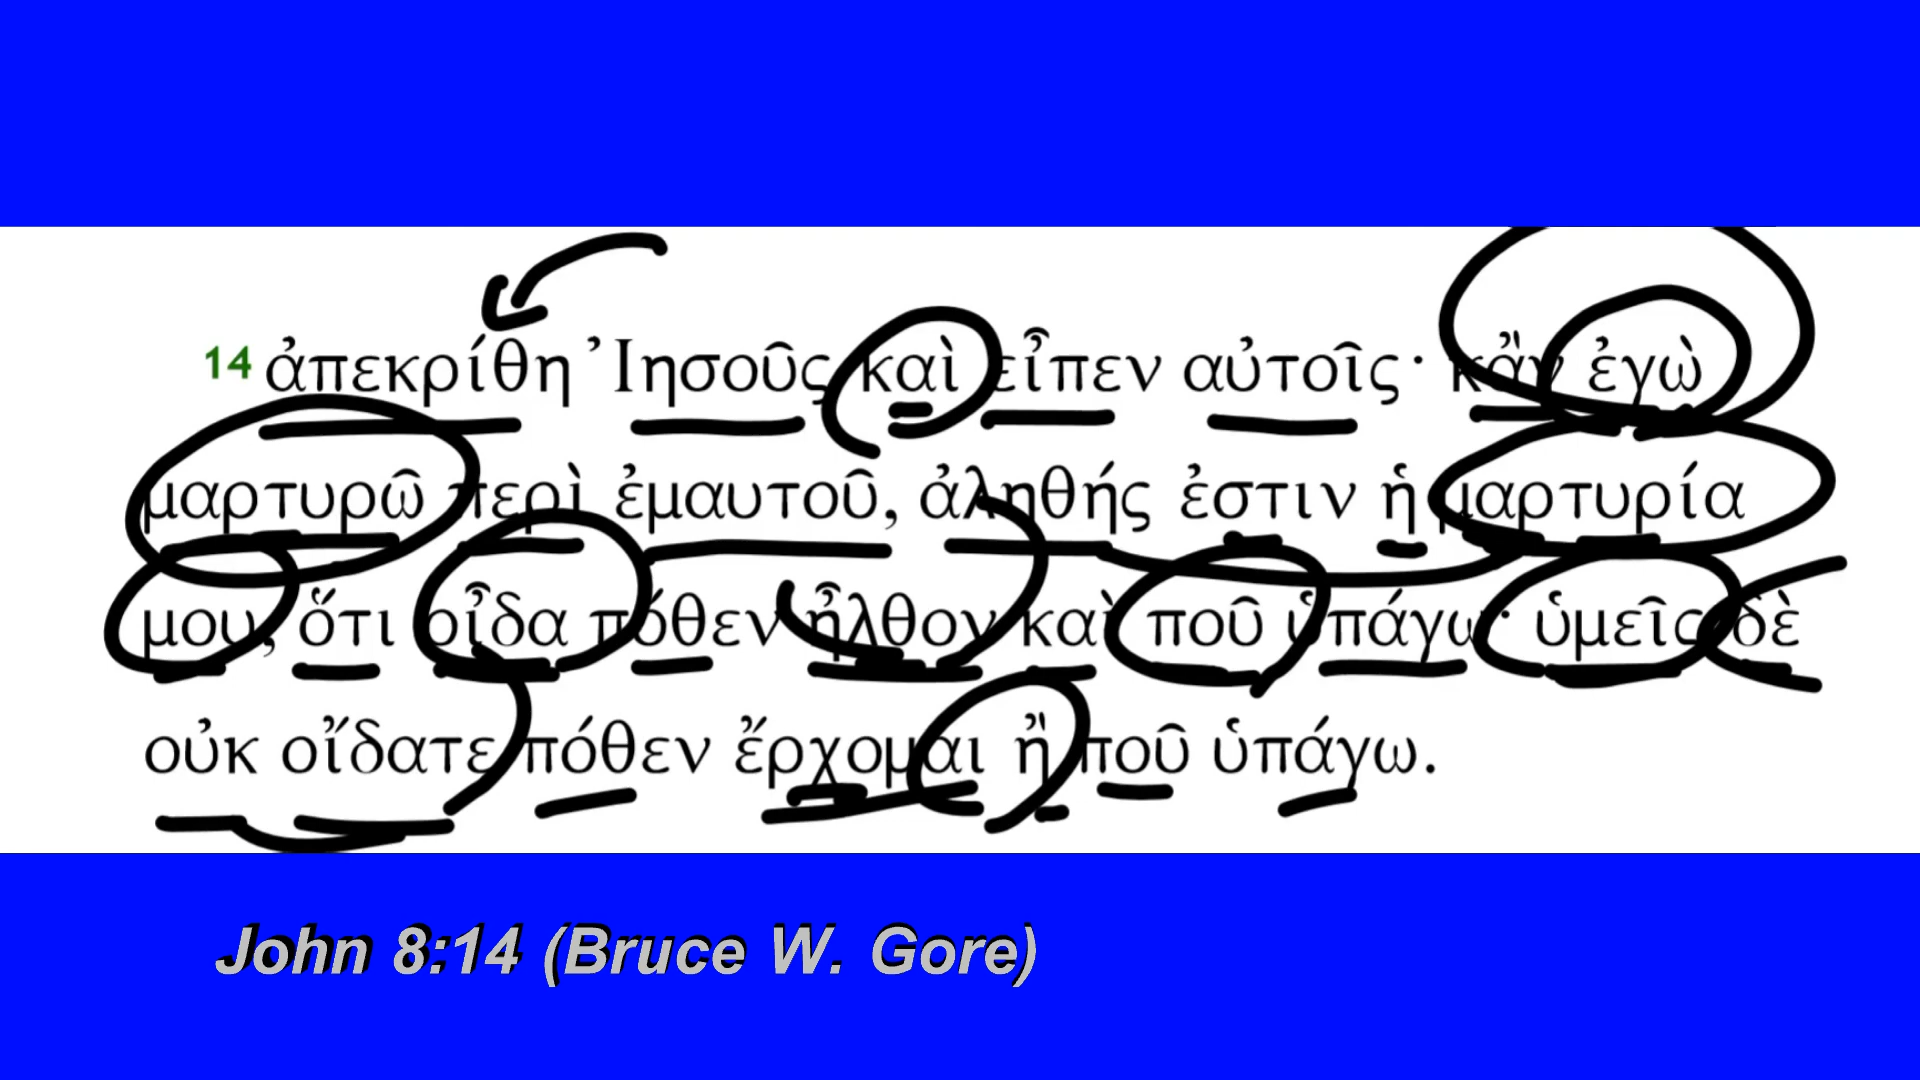 14 ἀπεκρίθη Ἰησοῦς καὶ εἶπεν αὐτοῖς· κἂν ἐγὼ
μαρτυρῶ περὶ ἐμαυτοῦ, ἀληθής ἐστιν ἡ μαρτυρία
μου, ὅτι οἶδα πόθεν ἦλθον καὶ ποῦ ὑπάγω· ὑμεῖς δὲ
οὐκ οἴδατε πόθεν ἔρχομαι ἢ ποῦ ὑπάγω.
John 8:14 (Bruce W. Gore)